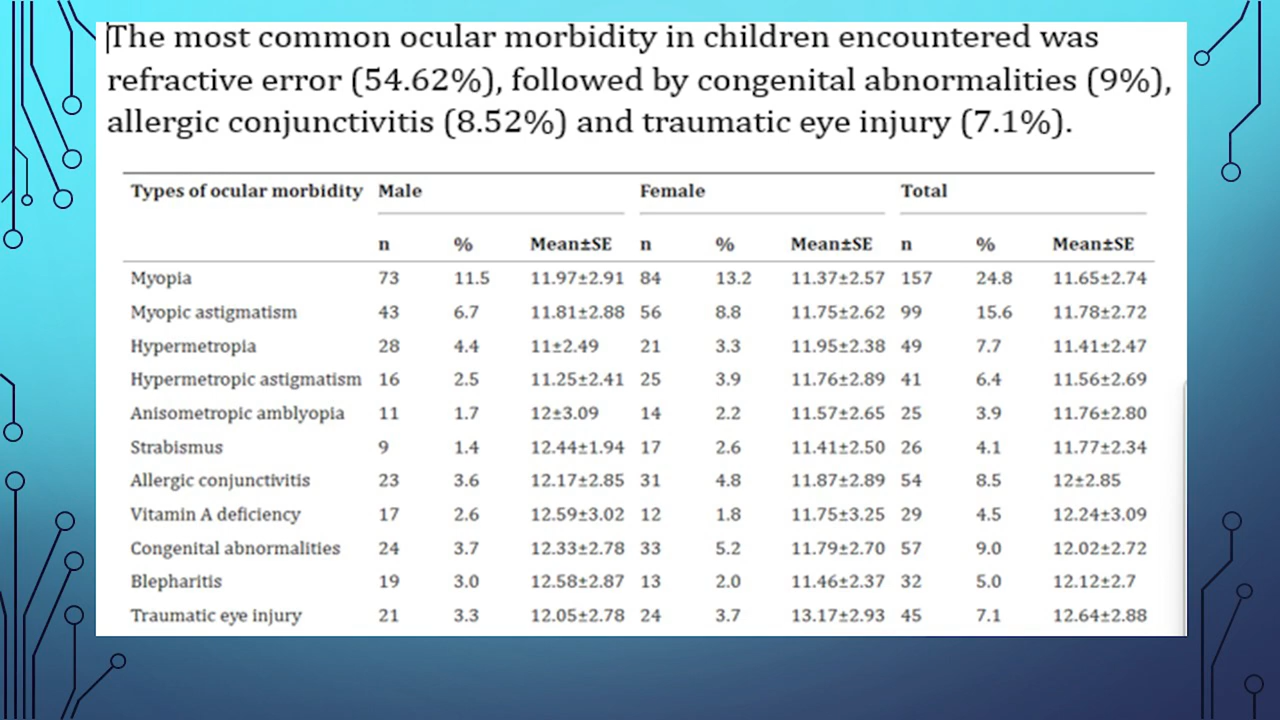 The most common ocular morbidity in children encountered was
refractive error (54.62%), followed by congenital abnormalities (9%),
allergic conjunctivitis (8.52%) and traumatic eye injury (7.1%).
Types of ocular morbidity Male Female Total
n % Mean±SE n % Mean±SE n % Mean±SE
Myopia 73 11.5 11.97±2.91 84 13.2 11.37±2.57 157 24.8 11.65±2.74
Myopic astigmatism 43 6.7 11.81±2.88 56 8.8 11.75±2.62 99 15.6 11.78±2.72
Hypermetropia 28 4.4 11±2.49 21 3.3 11.95±2.38 49 7.7 11.41±2.47
Hypermetropic astigmatism 16 2.5 11.25±2.41 25 3.9 11.76±2.89 41 6.4 11.56±2.69
Anisometropic amblyopia 11 1.7 12±3.09 14 2.2 11.57±2.65 25 3.9 11.76±2.80
Strabismus 9 1.4 12.44±1.94 17 2.6 11.41±2.50 26 4.1 11.77±2.34
Allergic conjunctivitis 23 3.6 12.17±2.85 31 4.8 11.87±2.89 54 8.5 12±2.85
Vitamin A deficiency 17 2.6 12.59±3.02 12 1.8 11.75±3.25 29 4.5 12.24±3.09
Congenital abnormalities 24 3.7 12.33±2.78 33 5.2 11.79±2.70 57 9.0 12.02±2.72
Blepharitis 19 3.0 12.58±2.87 13 2.0 11.46±2.37 32 5.0 12.12±2.7
Traumatic eye injury 21 3.3 12.05±2.78 24 3.7 13.17±2.93 45 7.1 12.64±2.88